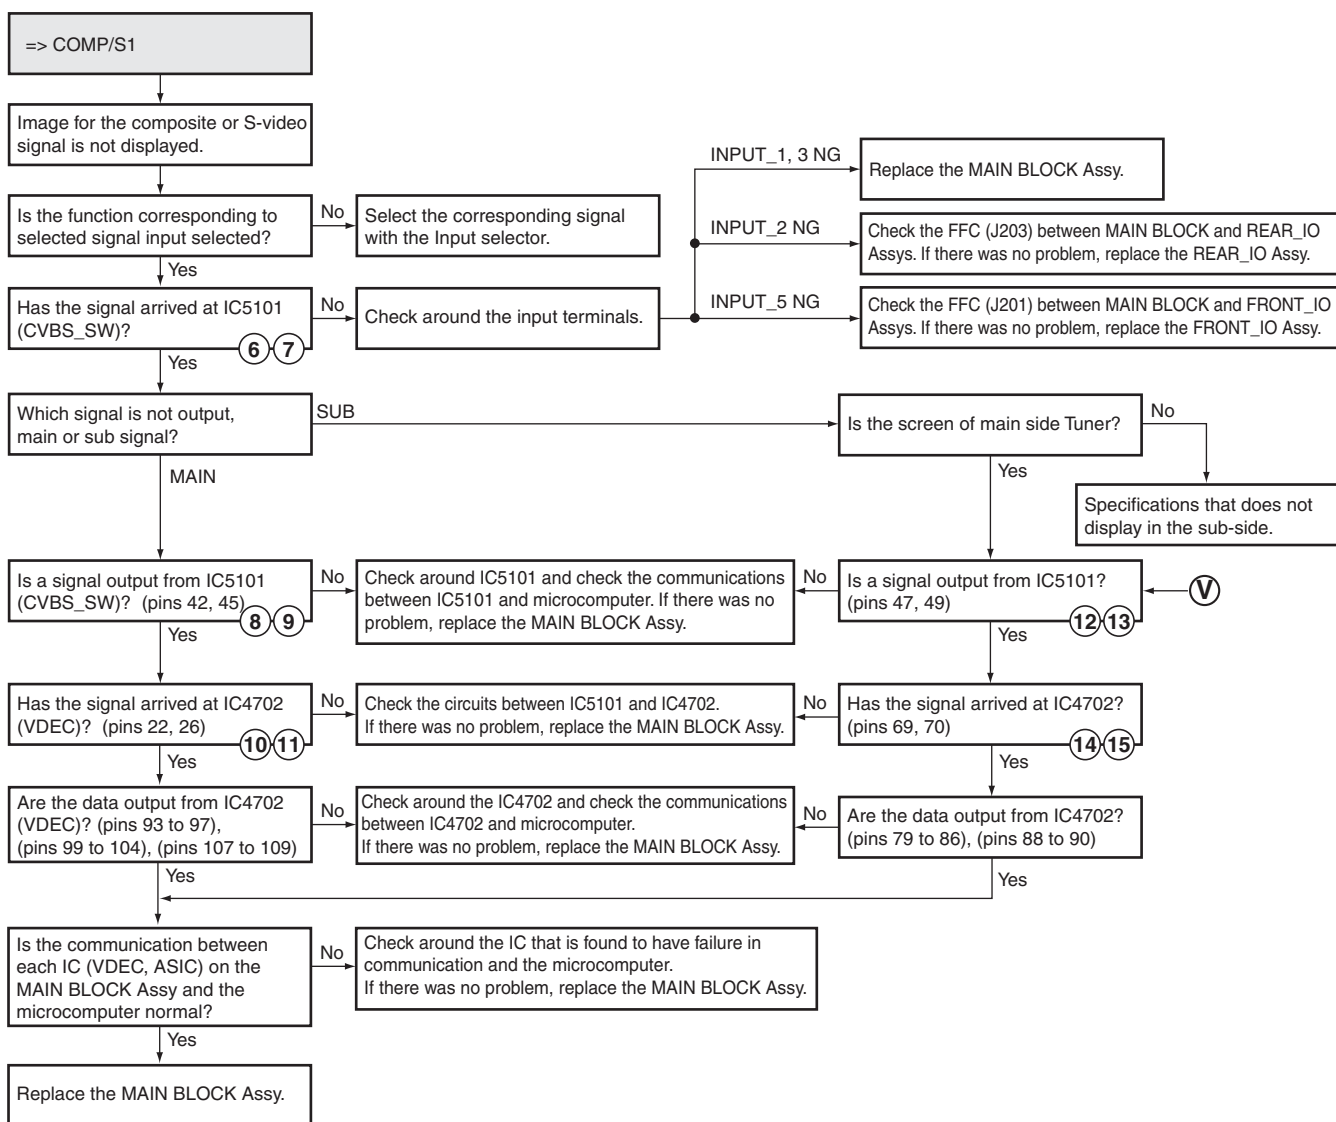 => COMP/S1
Image for the composite or S-video
signal is not displayed.
Is the function corresponding to
selected signal input selected?
No
Select the corresponding signal
with the Input selector.
Yes
Has the signal arrived at IC5101
(CVBS_SW)?
6 7
No
Check around the input terminals.
INPUT_1, 3 NG
Replace the MAIN BLOCK Assy.
INPUT_2 NG
Check the FFC (J203) between MAIN BLOCK and REAR_IO
Assys. If there was no problem, replace the REAR_IO Assy.
INPUT_5 NG
Check the FFC (J201) between MAIN BLOCK and FRONT_IO
Assys. If there was no problem, replace the FRONT_IO Assy.
Yes
Which signal is not output,
main or sub signal?
SUB
Is the screen of main side Tuner?
No
Specifications that does not
display in the sub-side.
MAIN
Yes
Is a signal output from IC5101
(CVBS_SW)? (pins 42, 45)
8 9
No
Check around IC5101 and check the communications
between IC5101 and microcomputer. If there was no
problem, replace the MAIN BLOCK Assy.
No
Is a signal output from IC5101?
(pins 47, 49)
12 13
V
Yes
Yes
Has the signal arrived at IC4702
(VDEC)? (pins 22, 26)
10 11
No
Check the circuits between IC5101 and IC4702.
If there was no problem, replace the MAIN BLOCK Assy.
No
Has the signal arrived at IC4702?
(pins 69, 70)
14 15
Yes
Yes
Are the data output from IC4702
(VDEC)? (pins 93 to 97),
(pins 99 to 104), (pins 107 to 109)
No
Check around the IC4702 and check the communications
between IC4702 and microcomputer.
If there was no problem, replace the MAIN BLOCK Assy.
No
Are the data output from IC4702?
(pins 79 to 86), (pins 88 to 90)
Yes
Yes
Is the communication between
each IC (VDEC, ASIC) on the
MAIN BLOCK Assy and the
microcomputer normal?
No
Check around the IC that is found to have failure in
communication and the microcomputer.
If there was no problem, replace the MAIN BLOCK Assy.
Yes
Replace the MAIN BLOCK Assy.